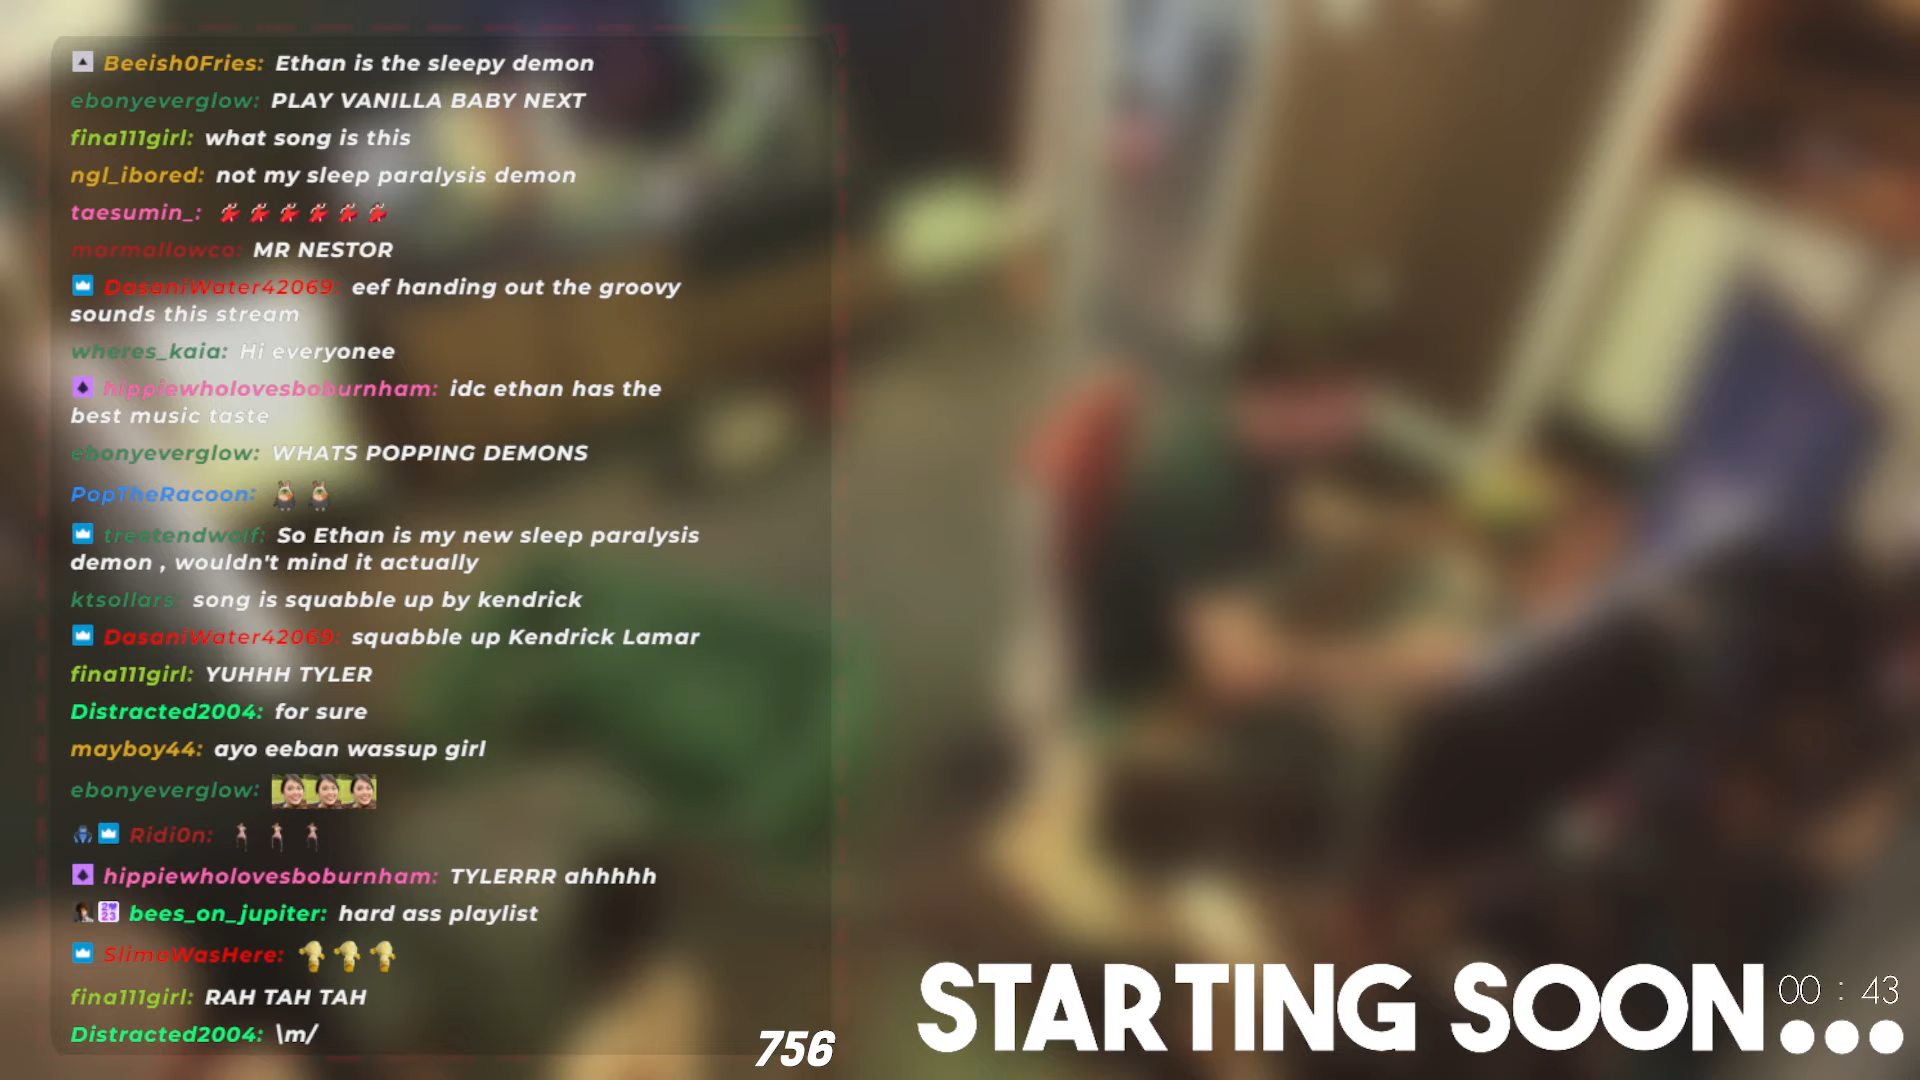 Beeish0Fries: Ethan is the sleepy demon
ebonyeverglow: PLAY VANILLA BABY NEXT
fina111girl: what song is this
ngl_ibored: not my sleep paralysis demon
taesumin_:
marmallowco: MR NESTOR
DasaniWater42069: eef handing out the groovy
sounds this stream
wheres_kaia: Hi everyonee
hippiewholovesboburnham: idc ethan has the
best music taste
ebonyeverglow: WHATS POPPING DEMONS
PopTheRacoon:
treetendwolf: So Ethan is my new sleep paralysis
demon , wouldn't mind it actually
ktsollars: song is squabble up by kendrick
DasaniWater42069: squabble up Kendrick Lamar
fina111girl: YUHHH TYLER
Distracted2004: for sure
mayboy44: ayo eeban wassup girl
ebonyeverglow:
Ridi0n:
hippiewholovesboburnham: TYLERRR ahhhhh
bees_on_jupiter: hard ass playlist
SlimoWasHere:
fina111girl: RAH TAH TAH
Distracted2004: \m/
756
STARTING SOON...
00 : 43